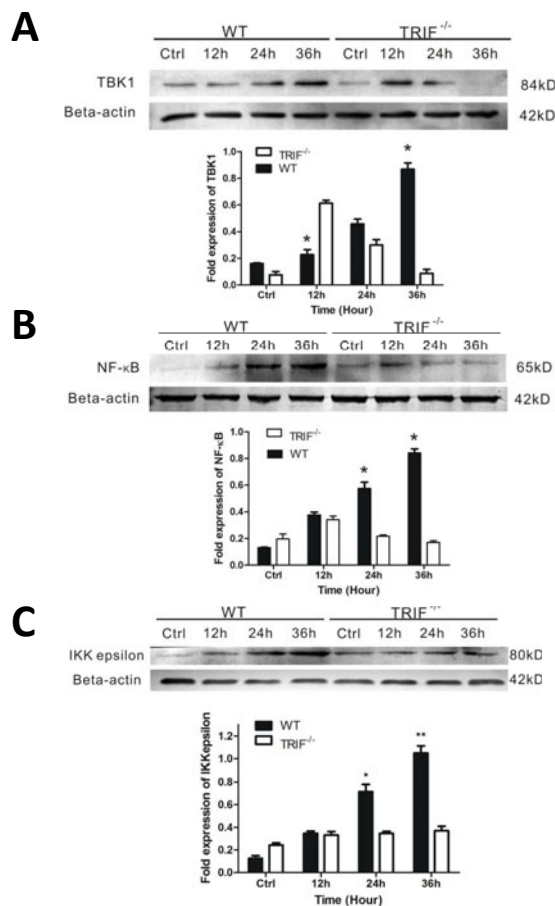 A
WT TRIF-/-
Ctrl 12h 24h 36h Ctrl 12h 24h 36h
TBK1 84kD
Beta-actin 42kD
Fold expression of TBK1
1.0
0.8
0.6
0.4
0.2
0.0
TRIF-/-
WT
*
*
Ctrl 12h 24h 36h
Time (Hour)
B
WT TRIF-/-
Ctrl 12h 24h 36h Ctrl 12h 24h 36h
NF-κB 65kD
Beta-actin 42kD
Fold expression of NF-κB
1.0
0.8
0.6
0.4
0.2
0.0
TRIF-/-
WT
*
*
Ctrl 12h 24h 36h
Time (Hour)
C
WT TRIF-/-
Ctrl 12h 24h 36h Ctrl 12h 24h 36h
IKK epsilon 80kD
Beta-actin 42kD
Fold expression of IKKepsilon
1.2
1.0
0.8
0.6
0.4
0.2
0.0
WT
TRIF-/-
*
**
Ctrl 12h 24h 36h
Time (Hour)